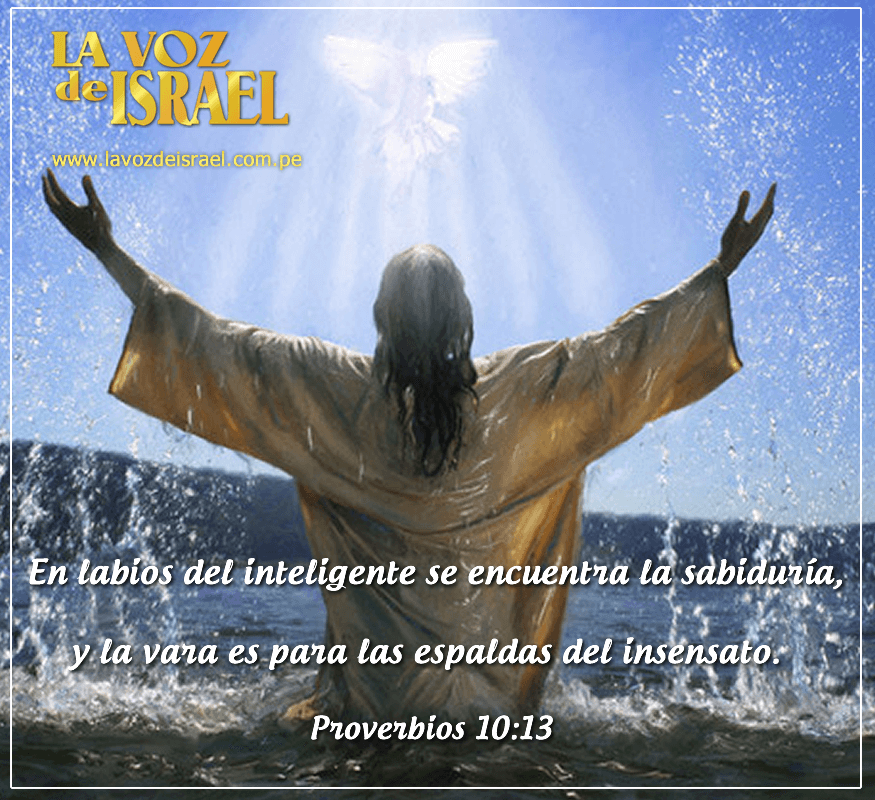 LA VOZ
de ISRAEL
www.lavozdeisrael.com.pe
En labios del inteligente se encuentra la sabiduría,
y la vara es para las espaldas del insensato.
Proverbios 10:13